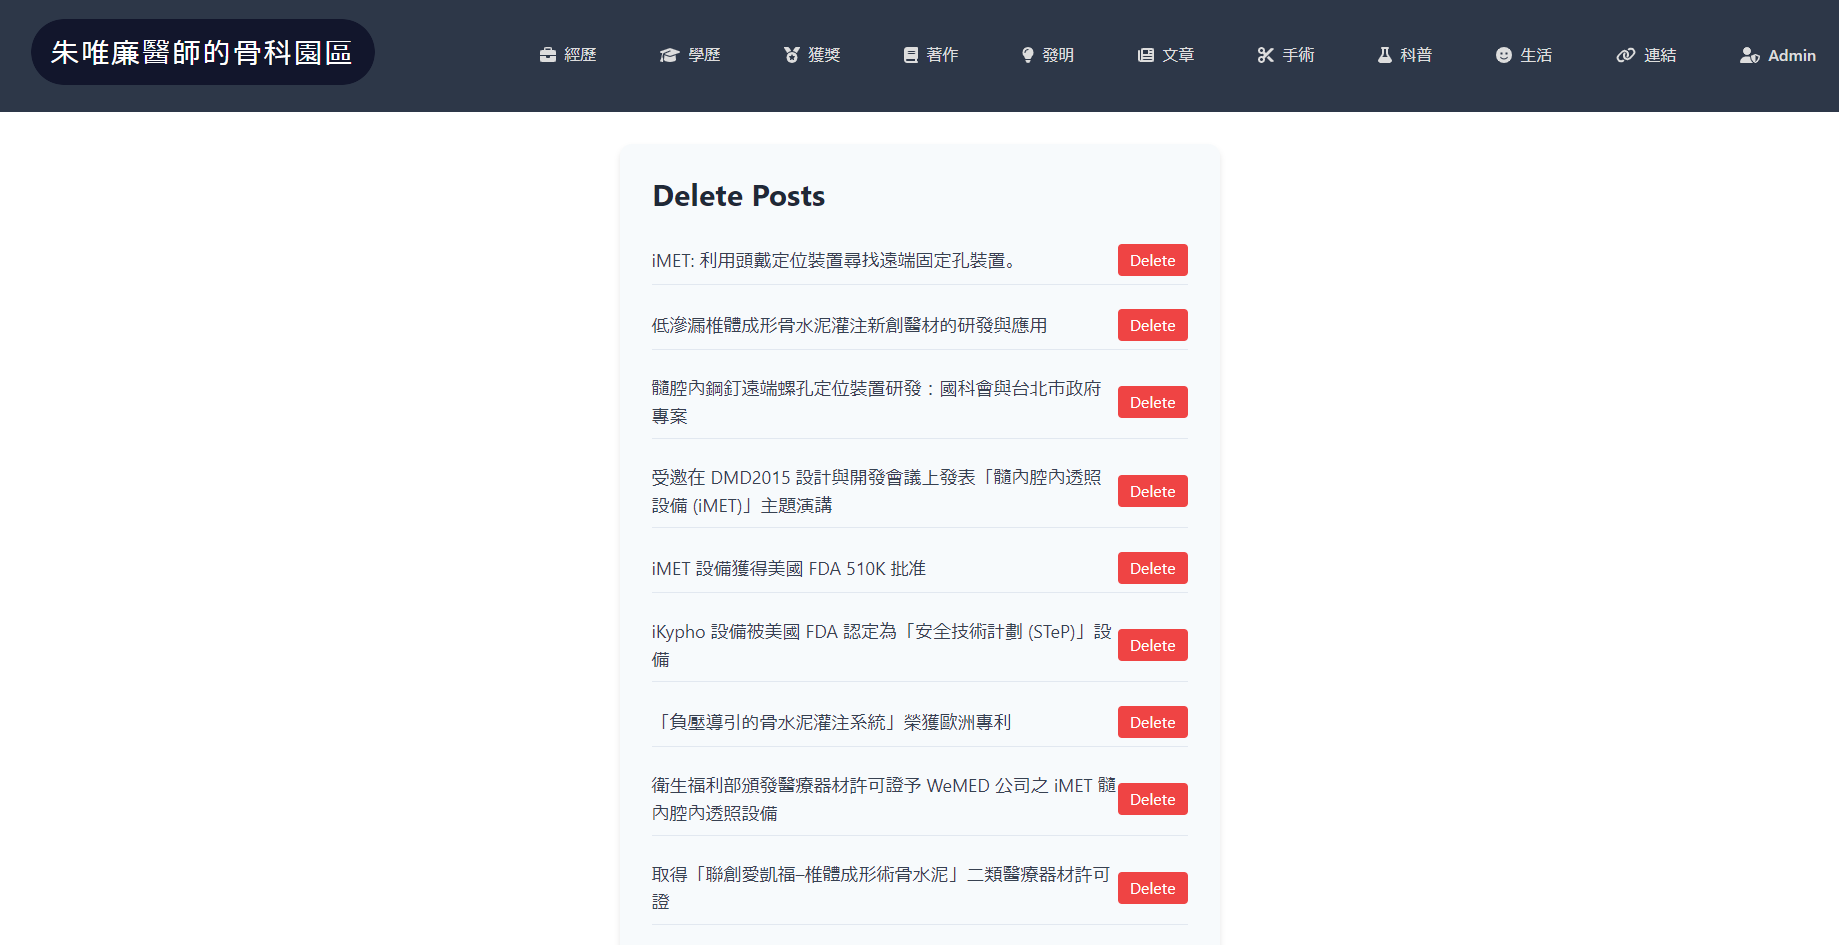 朱唯廉醫師的骨科園區
經歷
學歷
獲獎
著作
發明
文章
手術
科普
生活
連結
Admin
Delete Posts
iMET: 利用頭戴定位裝置尋找遠端固定孔裝置。
Delete
低滲漏椎體成形骨水泥灌注新創醫材的研發與應用
Delete
髓腔內鋼釘遠端螺孔定位裝置研發：國科會與台北市政府
專案
Delete
受邀在 DMD2015 設計與開發會議上發表「髓內腔內透照
設備 (iMET)」主題演講
Delete
iMET 設備獲得美國 FDA 510K 批准
Delete
iKypho 設備被美國 FDA 認定為「安全技術計劃 (STeP)」設
備
Delete
「負壓導引的骨水泥灌注系統」榮獲歐洲專利
Delete
衛生福利部頒發醫療器材許可證予 WeMED 公司之 iMET 髓
內腔內透照設備
Delete
取得「聯創愛凱福–椎體成形術骨水泥」二類醫療器材許可
證
Delete